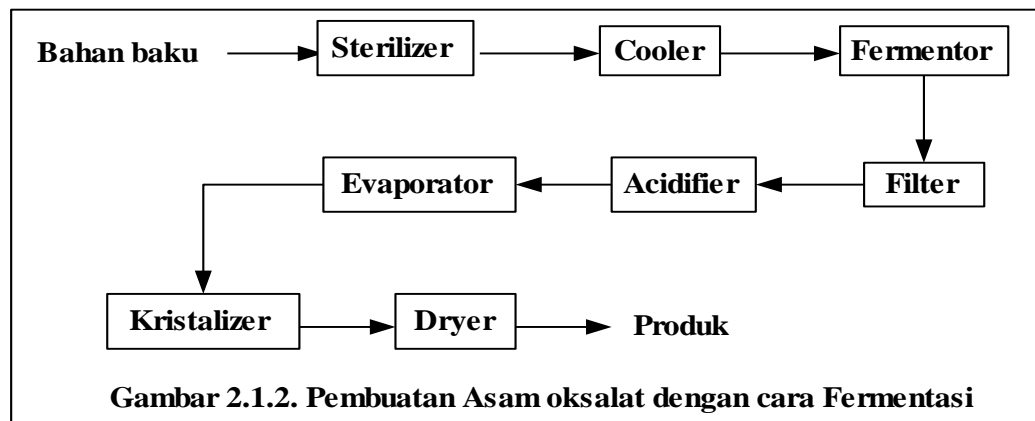 Bahan baku
Sterilizer
Cooler
Fermentor
Filter
Acidifier
Evaporator
Kristalizer
Dryer
Produk
Gambar 2.1.2. Pembuatan Asam oksalat dengan cara Fermentasi